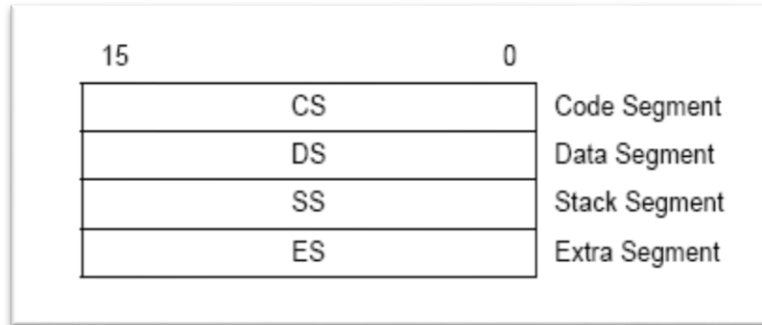 15 0
CS Code Segment
DS Data Segment
SS Stack Segment
ES Extra Segment